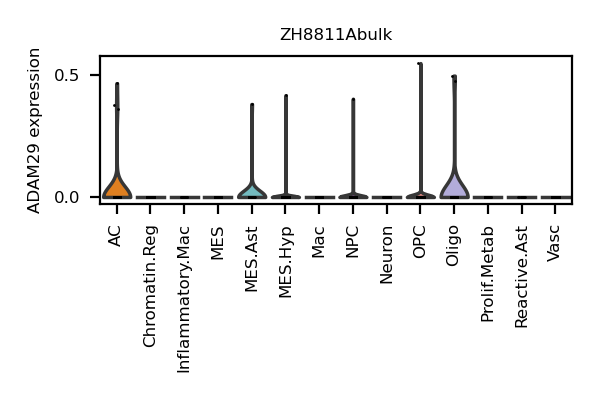 ZH8811Abulk
ADAM29 expression
0.5
0.0
AC
Chromatin.Reg
Inflammatory.Mac
MES
MES.Ast
MES.Hyp
Mac
NPC
Neuron
OPC
Oligo
Prolif.Metab
Reactive.Ast
Vasc